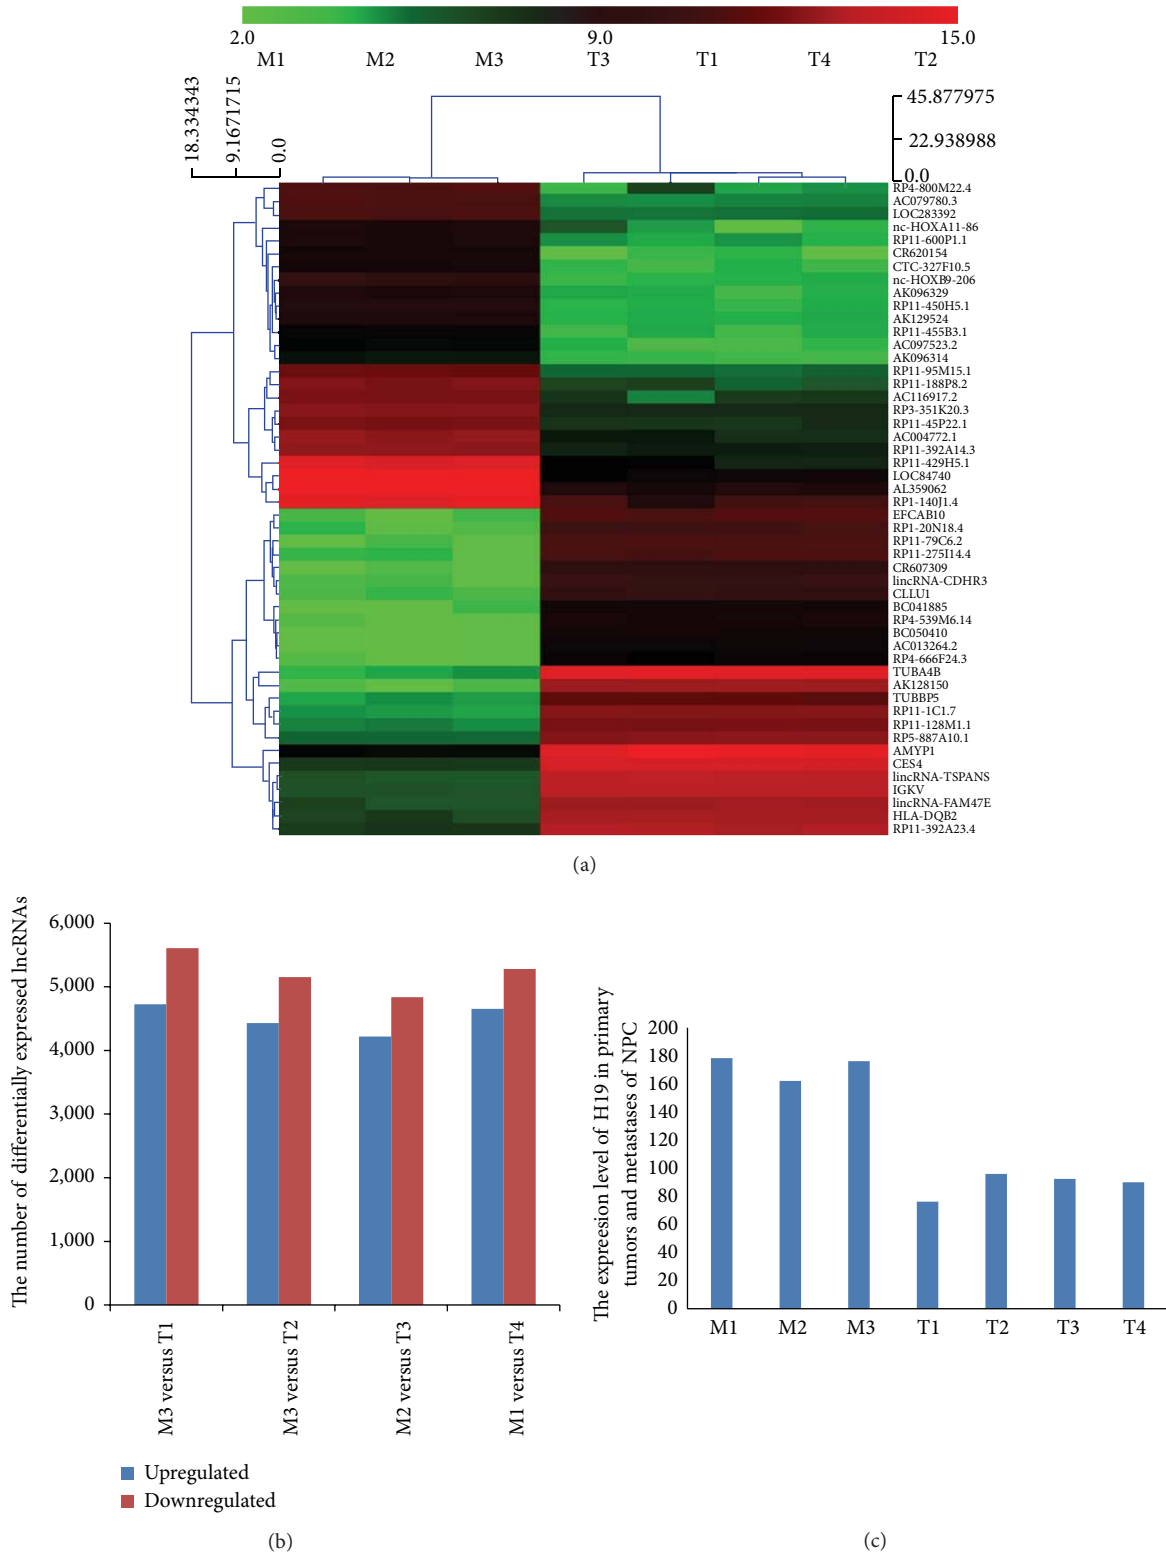 2.0 9.0 15.0
M1 M2 M3 T3 T1 T4 T2
18.334343
9.1671715
0.0
45.877975
22.938988
0.0
RP4-800M22.4
AC079780.3
LOC283392
nc-HOXA11-86
RP11-600P1.1
CR620154
CTC-327F10.5
nc-HOXB9-206
AK096329
RP11-450H5.1
AK129524
RP11-455B3.1
AC097523.2
AK096314
RP11-95M15.1
RP11-188P8.2
AC116917.2
RP3-351K20.3
RP11-45P22.1
AC004772.1
RP11-392A14.3
RP11-429H5.1
LOC84740
AL359062
RP1-140J1.4
EFCAB10
RP1-20N18.4
RP11-79C6.2
RP11-275I14.4
CR607309
lincRNA-CDHR3
CLLU1
BC041885
RP4-539M6.14
BC050410
AC013264.2
RP4-666F24.3
TUBA4B
AK128150
TUBBP5
RP11-1C1.7
RP11-128M1.1
RP5-887A10.1
AMYP1
CES4
lincRNA-TSPANS
IGKV
lincRNA-FAM47E
HLA-DQB2
RP11-392A23.4
(a)
The number of differentially expressed lncRNAs
6,000
5,000
4,000
3,000
2,000
1,000
0
M3 versus T1
M3 versus T2
M2 versus T3
M1 versus T4
Upregulated
Downregulated
(b)
The expreesion level of H19 in primary
tumors and metastases of NPC
200
180
160
140
120
100
80
60
40
20
0
M1 M2 M3 T1 T2 T3 T4
(c)